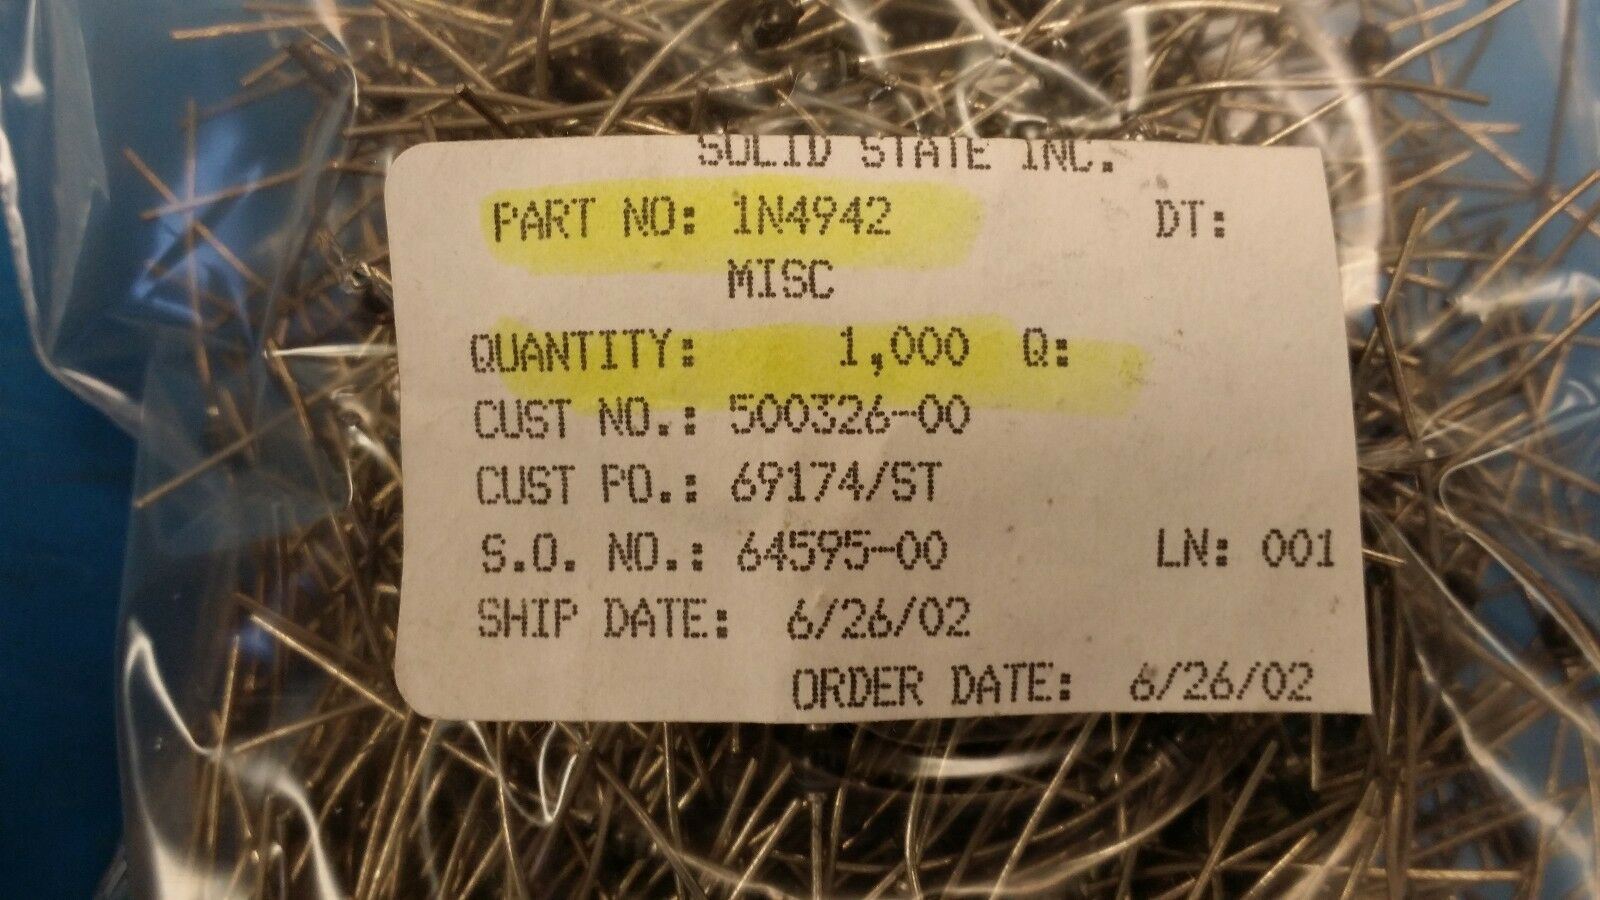 SOLID STATE INC.
PART NO: 1N4942 DT:
MISC
QUANTITY: 1,000 Q:
CUST NO.: 500326-00
CUST PO.: 69174/ST
S.O. NO.: 64595-00 LN: 001
SHIP DATE: 6/26/02
ORDER DATE: 6/26/02